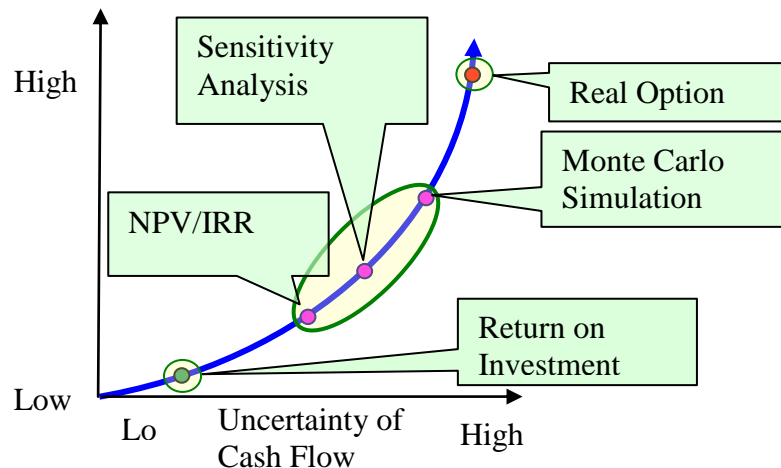 Sensitivity
Analysis
High
Real Option
Monte Carlo
Simulation
NPV/IRR
Return on
Investment
Low
Lo
Uncertainty of
Cash Flow
High